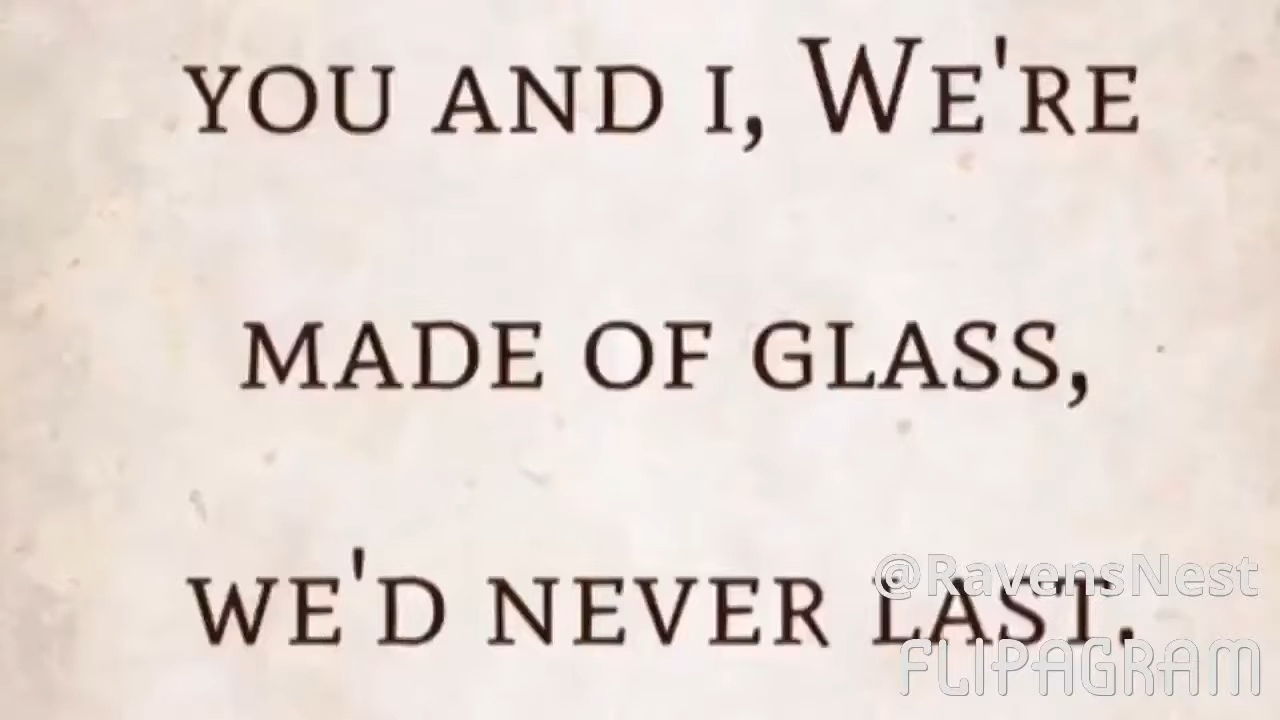 YOU AND I, WE'RE
MADE OF GLASS,
WE'D NEVER LAST.
@RavensNest
FLIPAGRAM